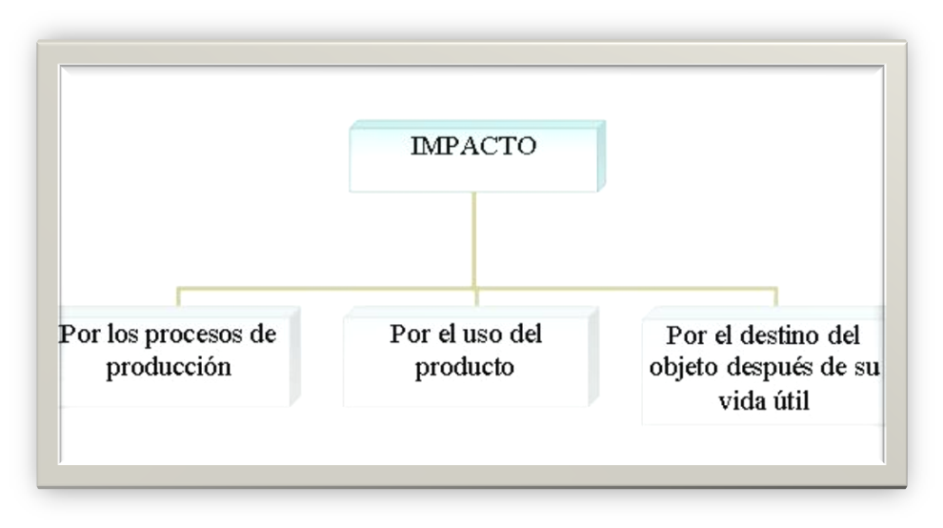 IMPACTO
Por los procesos de
producción
Por el uso del
producto
Por el destino del
objeto después de su
vida útil